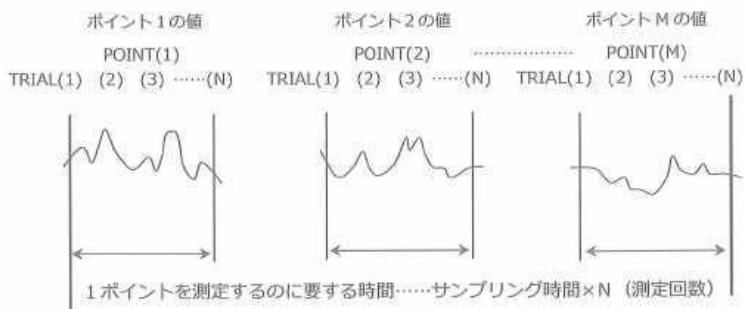 ポイント1の値 ポイント2の値 ポイントMの値
POINT(1) POINT(2) ………………… POINT(M)
TRIAL(1) (2) (3) ……(N) TRIAL(1) (2) (3) ……(N) TRIAL(1) (2) (3) ……(N)
1ポイントを測定するのに要する時間……サンプリング時間×N (測定回数)